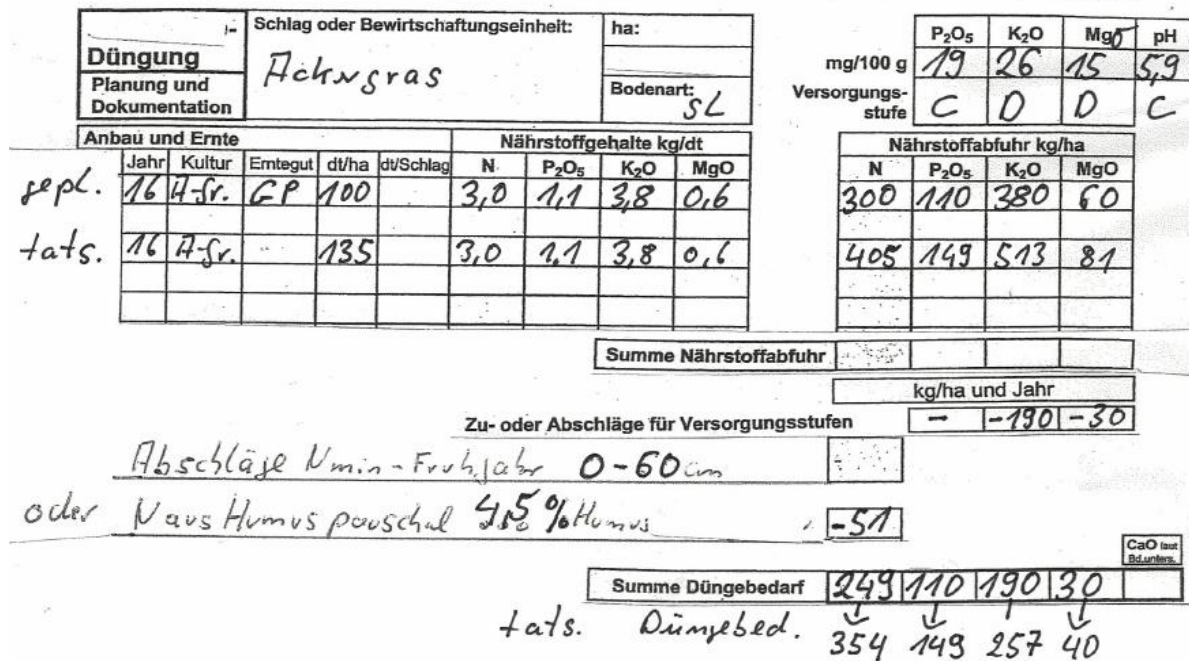 Schlag oder Bewirtschaftungseinheit: ha: P₂O₅ K₂O MgO pH
Düngung Ackergras mg/100 g 19 26 15 5,9
Planung und Dokumentation Bodenart: sL Versorgungs-stufe C D D C
Anbau und Ernte Nährstoffgehalte kg/dt Nährstoffabfuhr kg/ha
Jahr Kultur Erntegut dt/ha dt/Schlag N P₂O₅ K₂O MgO N P₂O₅ K₂O MgO
gepl. 16 A-gr. GP 100 3,0 1,1 3,8 0,6 300 110 380 60
tats. 16 A-gr. 135 3,0 1,1 3,8 0,6 405 149 513 81
Summe Nährstoffabfuhr
kg/ha und Jahr
Zu- oder Abschläge für Versorgungsstufen - -190 -30
Abschläge Nmin-Frühjahr 0-60 cm
oder N aus Humus pauschal 4,5 % Humus -51
CaO laut Bd.unters.
Summe Düngebedarf 249 110 190 30
tats. Düngebed. 354 149 257 40